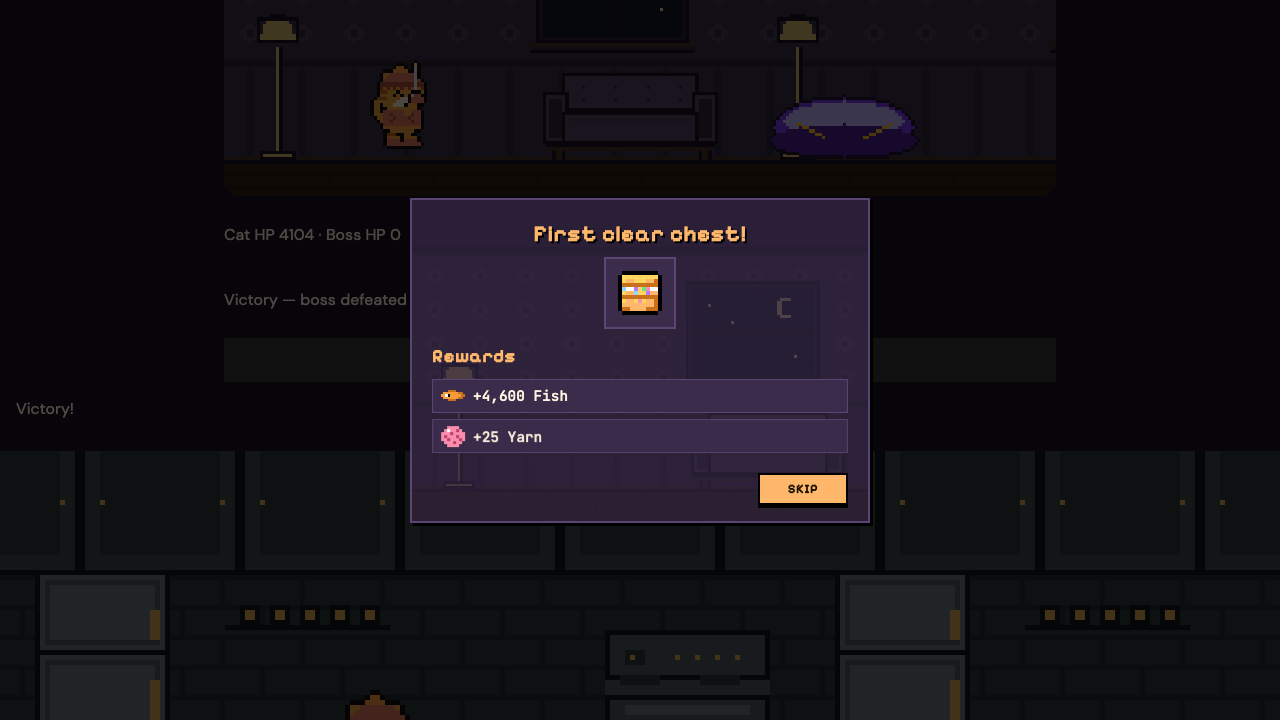 Cat HP 4104 · Boss HP 0
Victory — boss defeated
Victory!
First clear chest!
Rewards
+4,600 Fish
+25 Yarn
SKIP